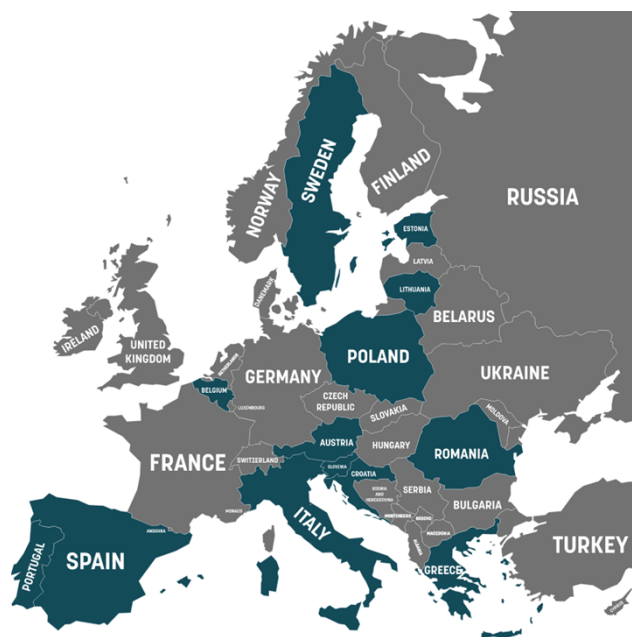 SWEDEN
FINLAND
NORWAY
RUSSIA
ESTONIA
LATVIA
DANEMARK
LITHUANIA
IRELAND
UNITED
KINGDOM
BELARUS
NETHERLANDS
POLAND
GERMANY
BELGIUM
UKRAINE
CZECH
REPUBLIC
LUXEMBOURG
SLOVAKIA
MOLDOVA
AUSTRIA
HUNGARY
ROMANIA
FRANCE
SWITZERLAND
SLOVENIA
CROATIA
BOSNIA
AND
HERZEGOVINA
SERBIA
MONACO
ITALY
BULGARIA
MONTENEGRO
KOSOVO
ANDORRA
MACEDONIA
ALBANIA
TURKEY
PORTUGAL
SPAIN
GREECE
CYPRUS